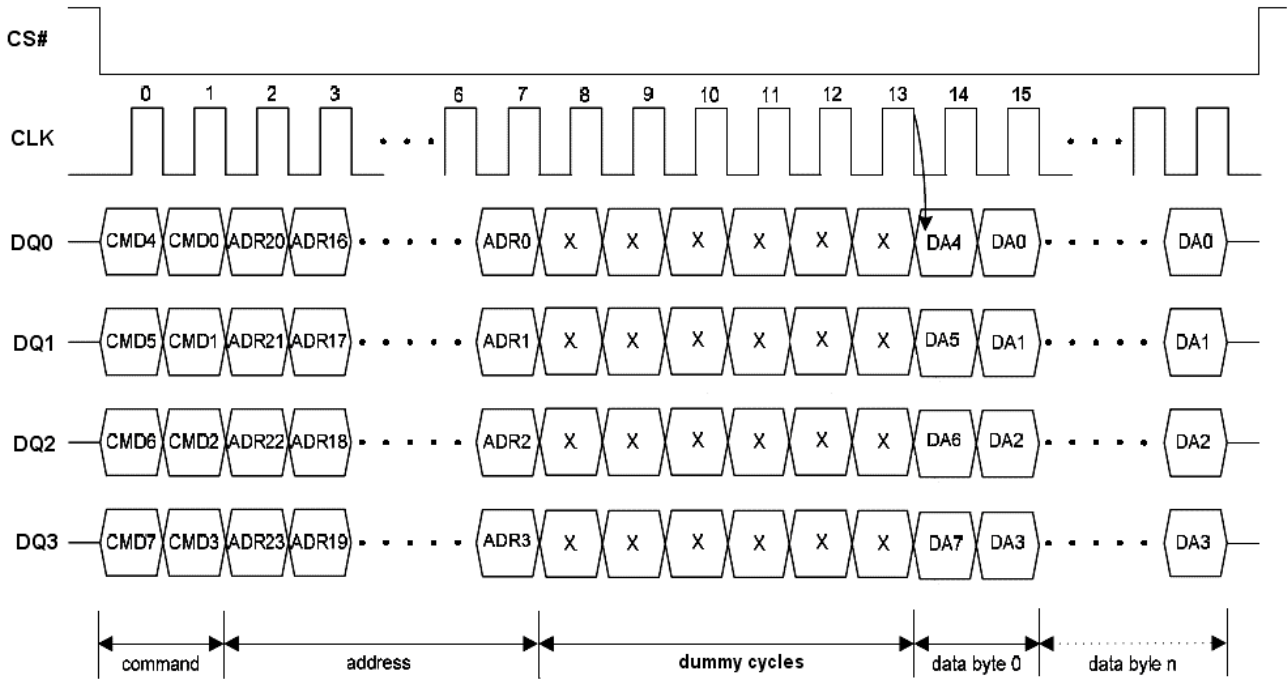 CS#
0 1 2 3 6 7 8 9 10 11 12 13 14 15
CLK
DQ0 CMD4 CMD0 ADR20 ADR16 ADR0 X X X X X X DA4 DA0 DA0
DQ1 CMD5 CMD1 ADR21 ADR17 ADR1 X X X X X X DA5 DA1 DA1
DQ2 CMD6 CMD2 ADR22 ADR18 ADR2 X X X X X X DA6 DA2 DA2
DQ3 CMD7 CMD3 ADR23 ADR19 ADR3 X X X X X X DA7 DA3 DA3
command address dummy cycles data byte 0 data byle n